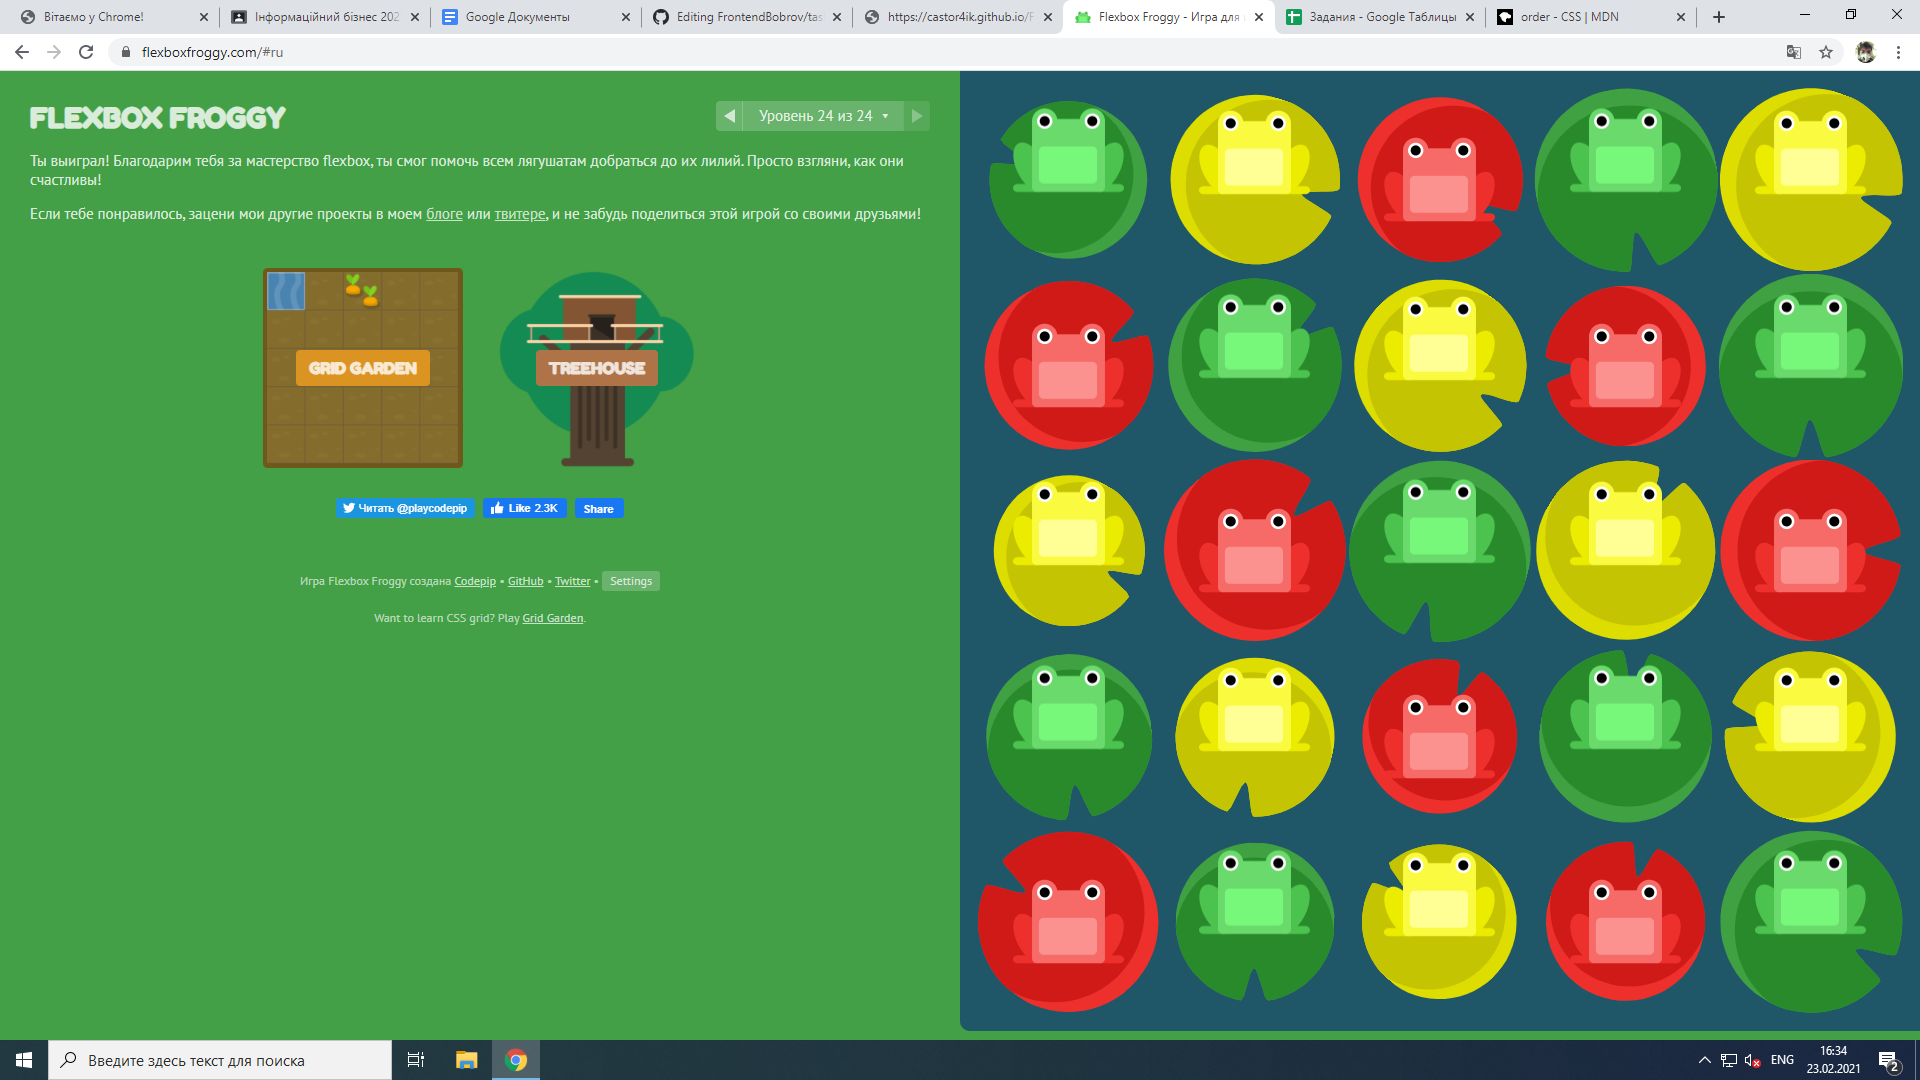 Вітаємо у Chrome!
Інформаційний бізнес 202
Google Документы
Editing FrontendBobrov/tas
https://castor4ik.github.io/F
Flexbox Froggy - Игра для
Задания - Google Таблицы
order - CSS | MDN
flexboxfroggy.com/#ru
FLEXBOX FROGGY
Уровень 24 из 24
Ты выиграл! Благодарим тебя за мастерство flexbox, ты смог помочь всем лягушатам добраться до их лилий. Просто взгляни, как они
счастливы!
Если тебе понравилось, зацени мои другие проекты в моем блоге или твитере, и не забудь поделиться этой игрой со своими друзьями!
GRID GARDEN
TREEHOUSE
Читать @playcodepip
Like 2.3K
Share
Игра Flexbox Froggy создана Codepip • GitHub • Twitter • Settings
Want to learn CSS grid? Play Grid Garden.
Введите здесь текст для поиска
ENG
16:34
23.02.2021
2